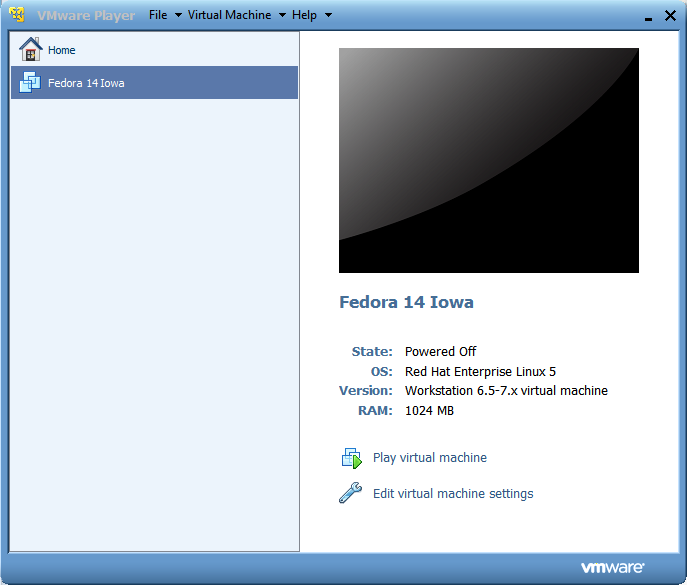 VMware Player File Virtual Machine Help
Home
Fedora 14 Iowa
Fedora 14 Iowa
State: Powered Off
OS: Red Hat Enterprise Linux 5
Version: Workstation 6.5-7.x virtual machine
RAM: 1024 MB
Play virtual machine
Edit virtual machine settings
vmware